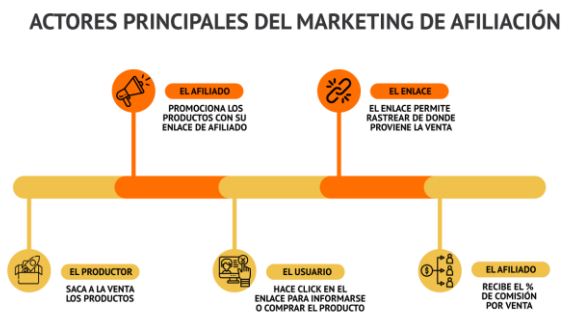 ACTORES PRINCIPALES DEL MARKETING DE AFILIACIÓN
EL AFILIADO
PROMOCIONA LOS
PRODUCTOS CON SU
ENLACE DE AFILIADO
EL ENLACE
EL ENLACE PERMITE
RASTREAR DE DONDE
PROVIENE LA VENTA
EL PRODUCTOR
SACA A LA VENTA
LOS PRODUCTOS
EL USUARIO
HACE CLICK EN EL
ENLACE PARA INFORMARSE
O COMPRAR EL PRODUCTO
EL AFILIADO
RECIBE EL %
DE COMISIÓN
POR VENTA